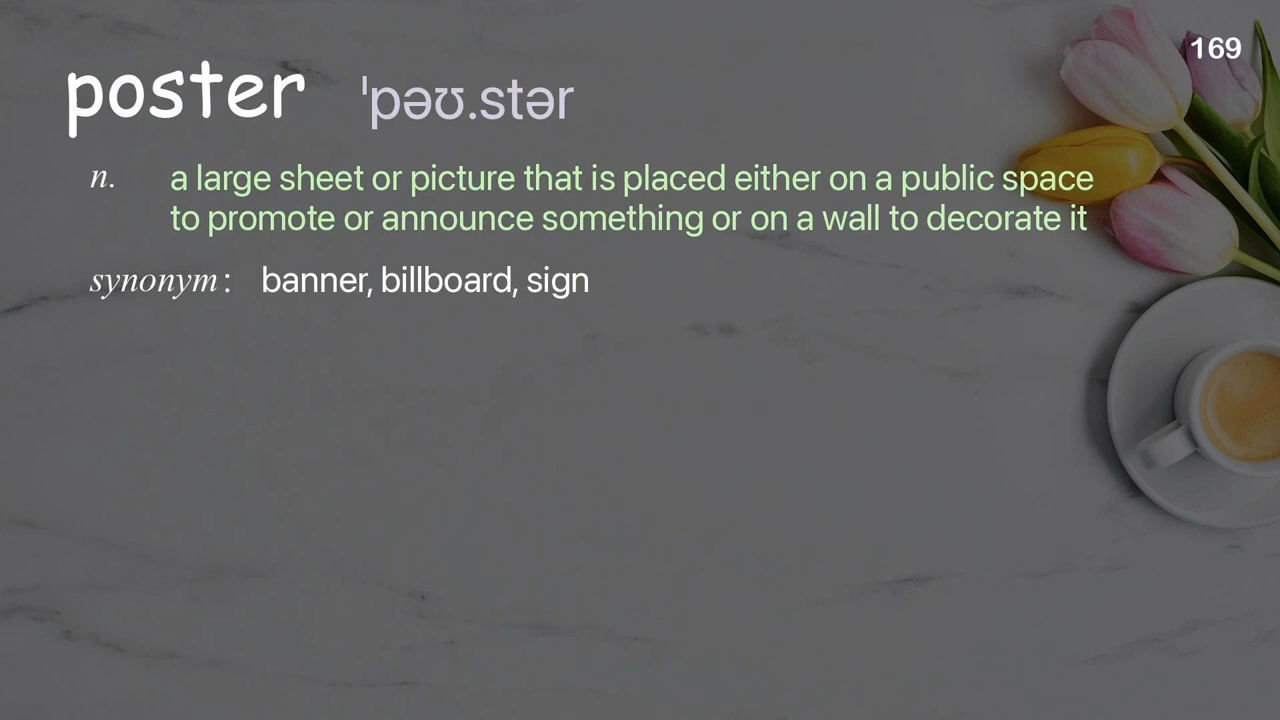 169
poster ˈpəʊ.stər
n. a large sheet or picture that is placed either on a public space
to promote or announce something or on a wall to decorate it
synonym: banner, billboard, sign